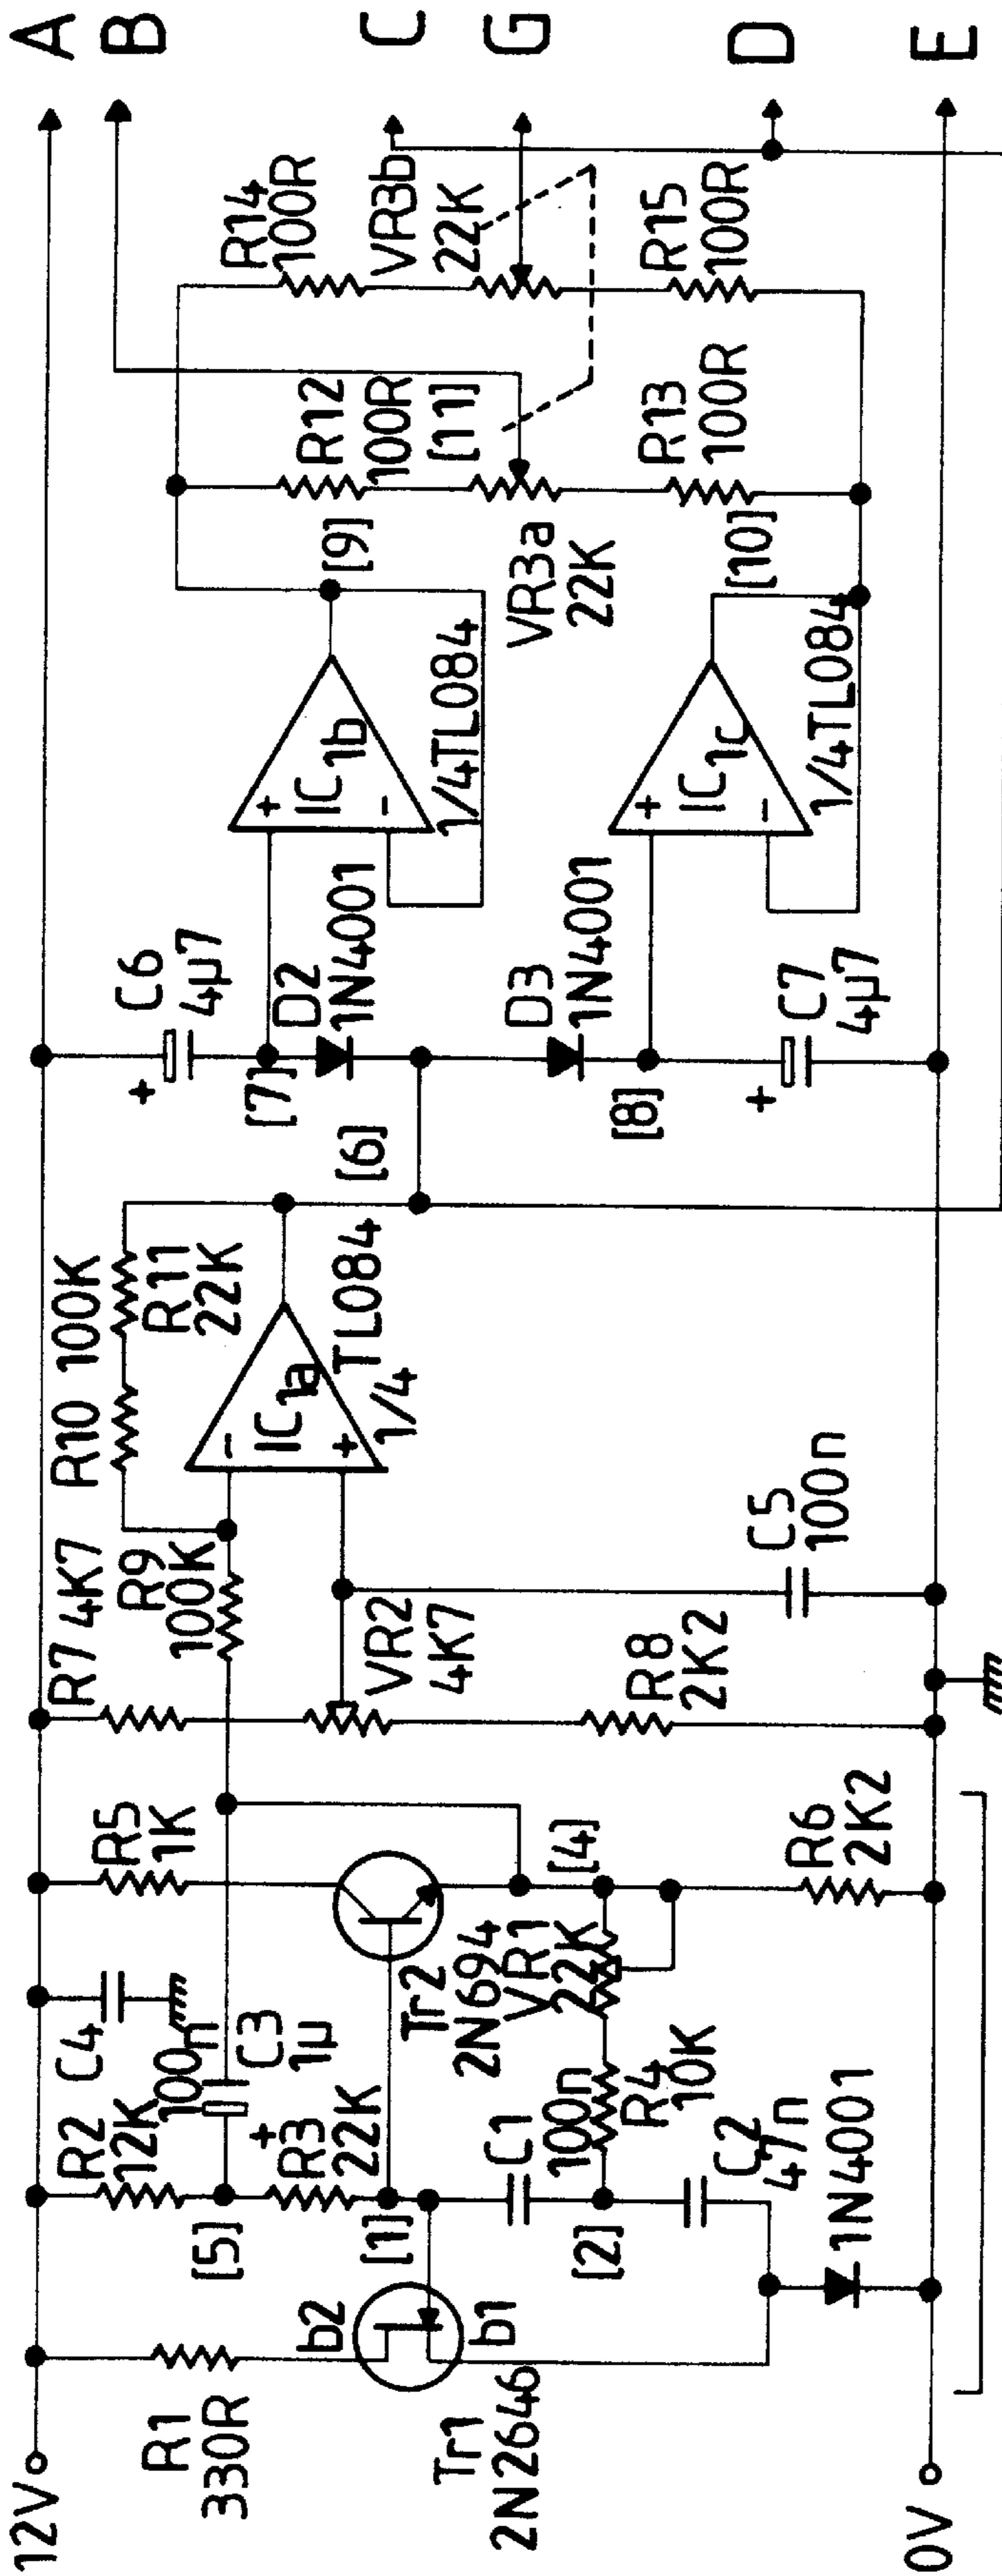 12V
0V
R1
330R
b2
b1
Tr1
2N2646
R2
12K
[5]
C4
100n
C3
1µ
+
R3
22K
[1]
C1
100n
[2]
R4
10K
C2
47n
1N4001
R5
1K
Tr2
2N694
VR1
22K
[4]
R6
2K2
R7 4K7
R9
100K
VR2
4K7
R8
2K2
C5
100n
R10 100K
R11
22K
-
+
IC1a
TL084
1/4
[6]
C6
4µ7
+
[7]
D2
1N4001
D3
1N4001
[8]
C7
4µ7
+
+
-
IC1b
1/4TL084
[9]
+
-
IC1c
1/4TL084
[10]
R12
100R
[11]
VR3a
22K
R13
100R
R14
100R
VR3b
22K
R15
100R
A
B
C
G
D
E